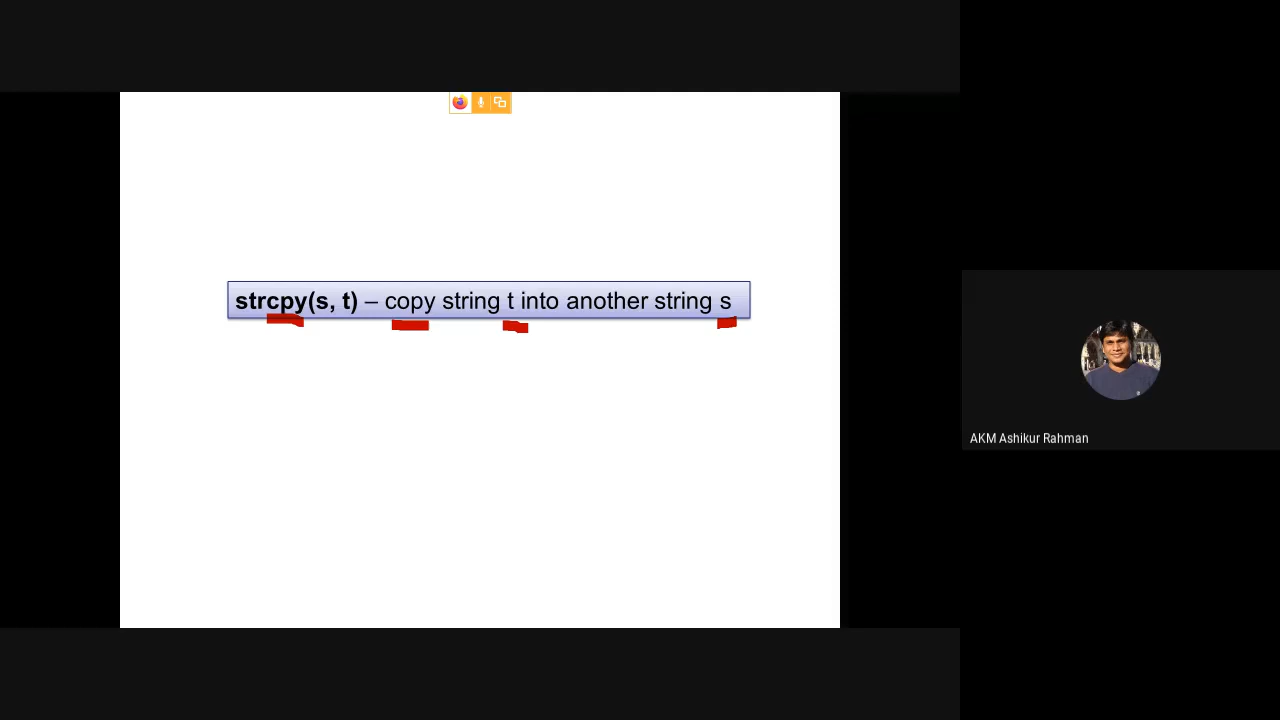 strcpy(s, t) – copy string t into another string s
AKM Ashikur Rahman